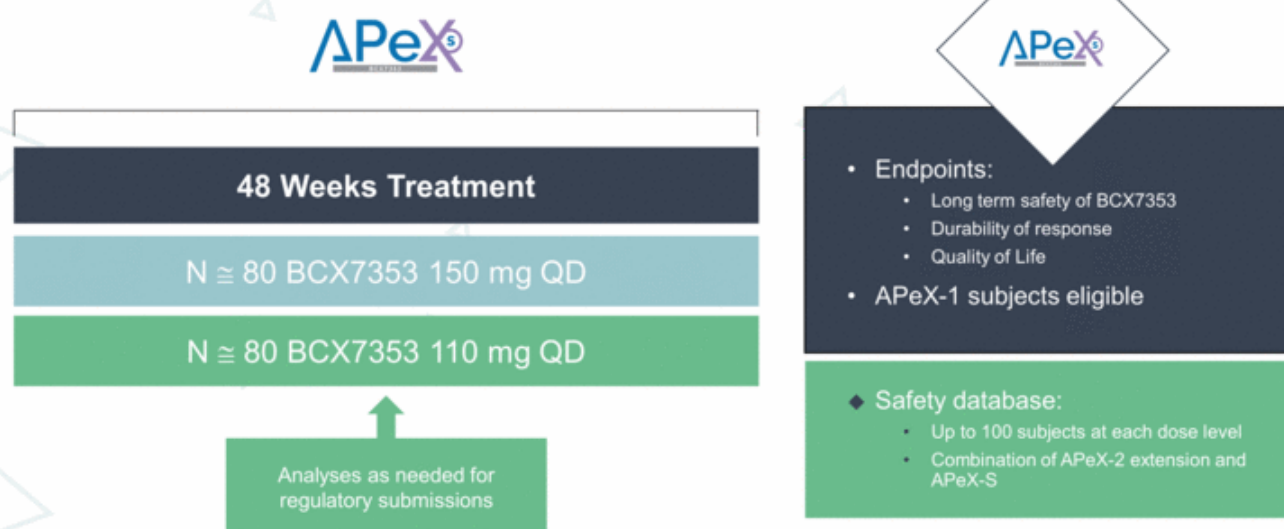 APeX S
48 Weeks Treatment
N ≅ 80 BCX7353 150 mg QD
N ≅ 80 BCX7353 110 mg QD
Analyses as needed for
regulatory submissions
APeX S
• Endpoints:
• Long term safety of BCX7353
• Durability of response
• Quality of Life
• APeX-1 subjects eligible
◆ Safety database:
• Up to 100 subjects at each dose level
• Combination of APeX-2 extension and
APeX-S